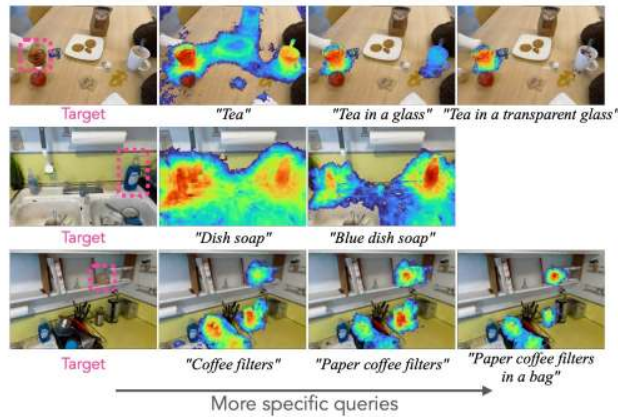 Target "Tea" "Tea in a glass" "Tea in a transparent glass"
Target "Dish soap" "Blue dish soap"
Target "Coffee filters" "Paper coffee filters" "Paper coffee filters
in a bag"
More specific queries